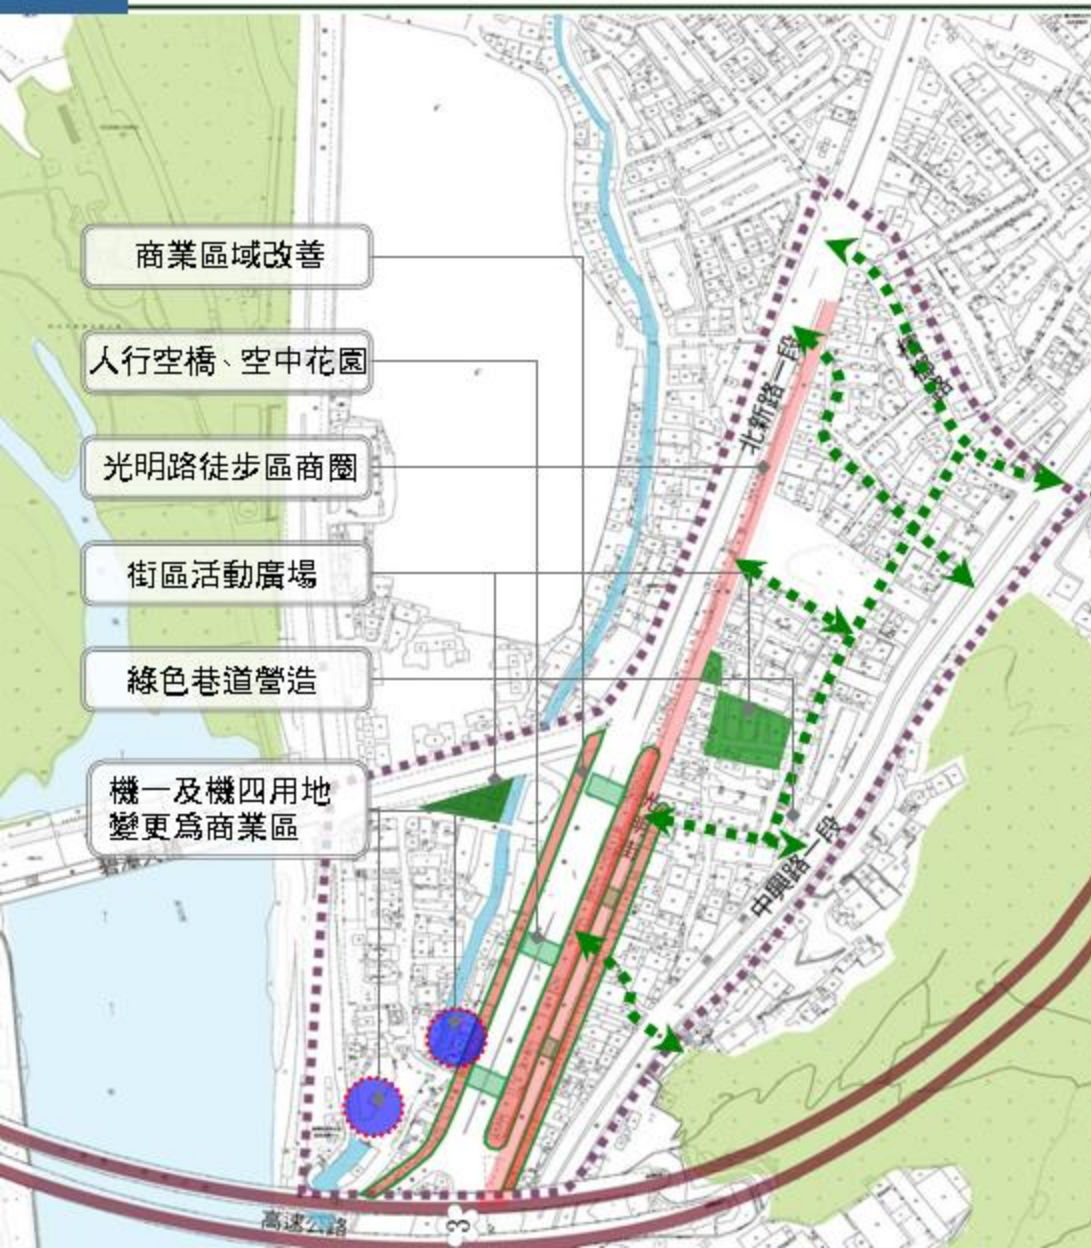 商業區域改善
人行空橋、空中花園
光明路徒步區商圈
街區活動廣場
綠色巷道營造
機一及機四用地
變更為商業區
北新路一段
中興路一段
高速公路
3